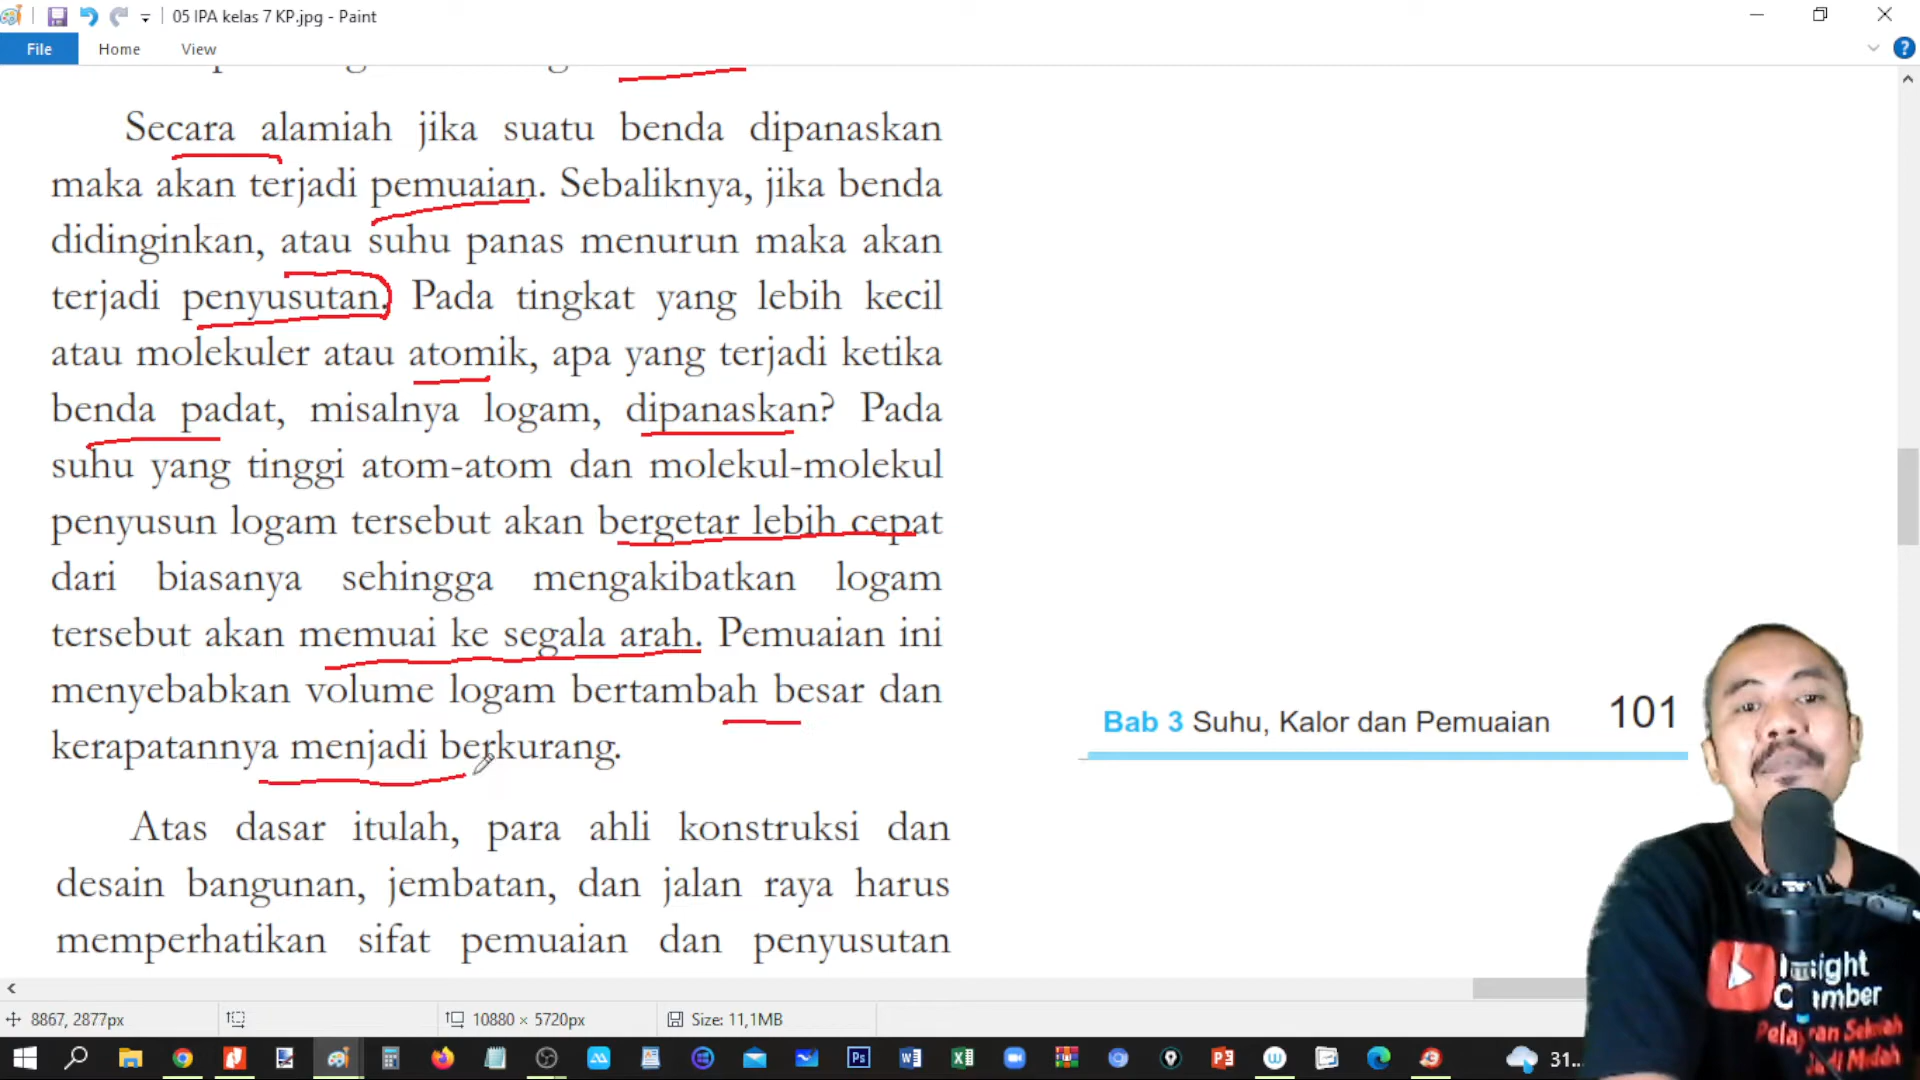 05 IPA kelas 7 KP.jpg - Paint
File Home View
Secara alamiah jika suatu benda dipanaskan
maka akan terjadi pemuaian. Sebaliknya, jika benda
didinginkan, atau suhu panas menurun maka akan
terjadi penyusutan. Pada tingkat yang lebih kecil
atau molekuler atau atomik, apa yang terjadi ketika
benda padat, misalnya logam, dipanaskan? Pada
suhu yang tinggi atom-atom dan molekul-molekul
penyusun logam tersebut akan bergetar lebih cepat
dari biasanya sehingga mengakibatkan logam
tersebut akan memuai ke segala arah. Pemuaian ini
menyebabkan volume logam bertambah besar dan
kerapatannya menjadi berkurang.
Atas dasar itulah, para ahli konstruksi dan
desain bangunan, jembatan, dan jalan raya harus
memperhatikan sifat pemuaian dan penyusutan
Bab 3 Suhu, Kalor dan Pemuaian 101
Pelajaran Sekolah
Jadi Mudah
8867, 2877px
10880 × 5720px
Size: 11,1MB
31...